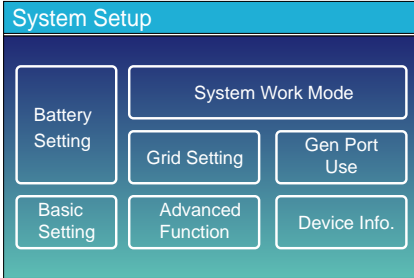 System Setup
Battery
Setting
System Work Mode
Grid Setting
Gen Port
Use
Basic
Setting
Advanced
Function
Device Info.